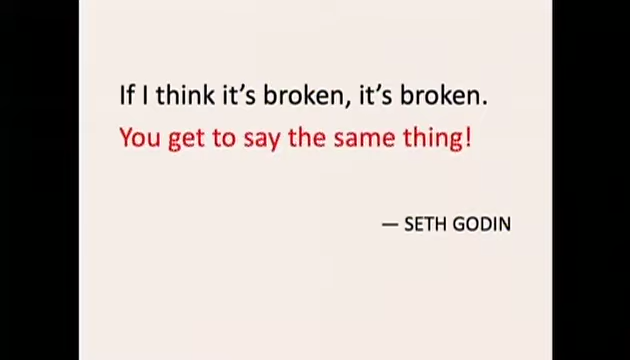 If I think it’s broken, it’s broken.
You get to say the same thing!
— SETH GODIN